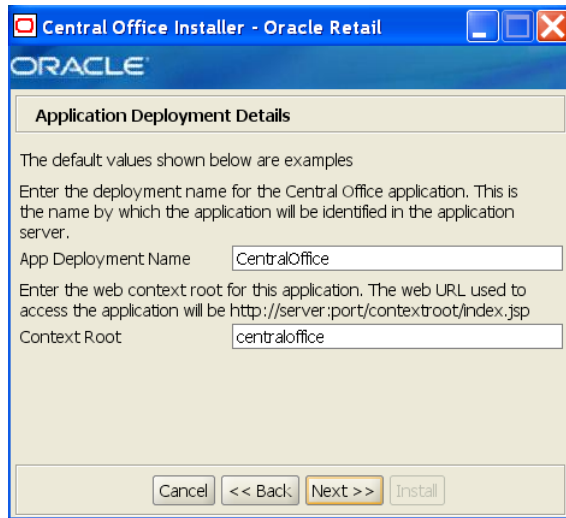 Central Office Installer - Oracle Retail
ORACLE
Application Deployment Details
The default values shown below are examples
Enter the deployment name for the Central Office application. This is
the name by which the application will be identified in the application
server.
App Deployment Name CentralOffice
Enter the web context root for this application. The web URL used to
access the application will be http://server:port/contextroot/index.jsp
Context Root centraloffice
Cancel << Back Next >> Install